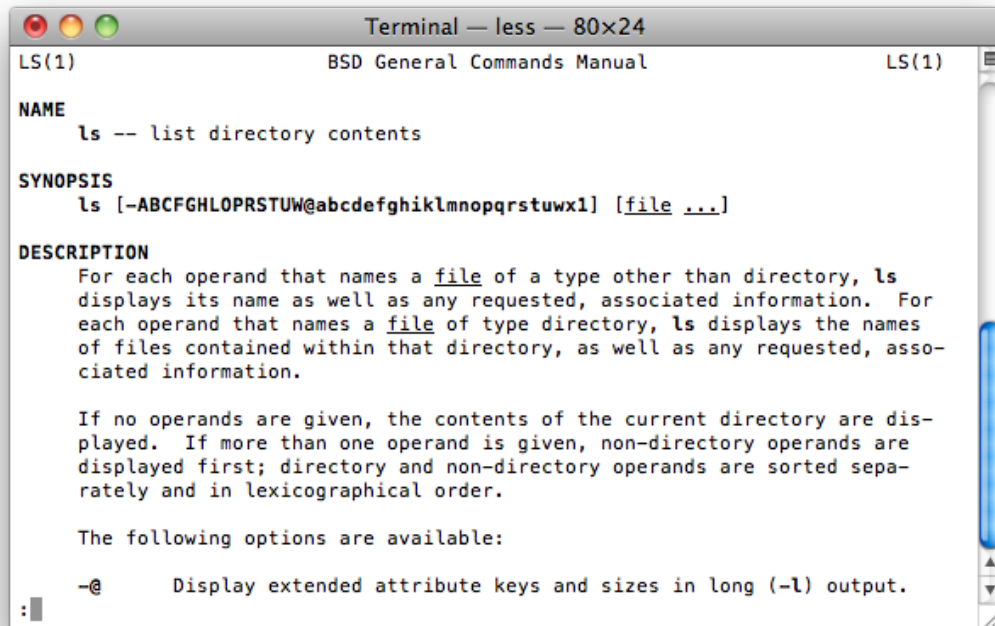 Terminal — less — 80×24
LS(1) BSD General Commands Manual LS(1)
NAME
ls -- list directory contents
SYNOPSIS
ls [-ABCFGHLOPRSTUW@abcdefghiklmnopqrstuwx1] [file ...]
DESCRIPTION
For each operand that names a file of a type other than directory, ls
displays its name as well as any requested, associated information. For
each operand that names a file of type directory, ls displays the names
of files contained within that directory, as well as any requested, asso-
ciated information.
If no operands are given, the contents of the current directory are dis-
played. If more than one operand is given, non-directory operands are
displayed first; directory and non-directory operands are sorted sepa-
rately and in lexicographical order.
The following options are available:
-@ Display extended attribute keys and sizes in long (-l) output.
: